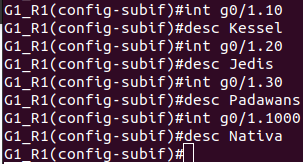 G1_R1(config-subif)#int g0/1.10
G1_R1(config-subif)#desc Kessel
G1_R1(config-subif)#int g0/1.20
G1_R1(config-subif)#desc Jedis
G1_R1(config-subif)#int g0/1.30
G1_R1(config-subif)#desc Padawans
G1_R1(config-subif)#int g0/1.1000
G1_R1(config-subif)#desc Nativa
G1_R1(config-subif)#